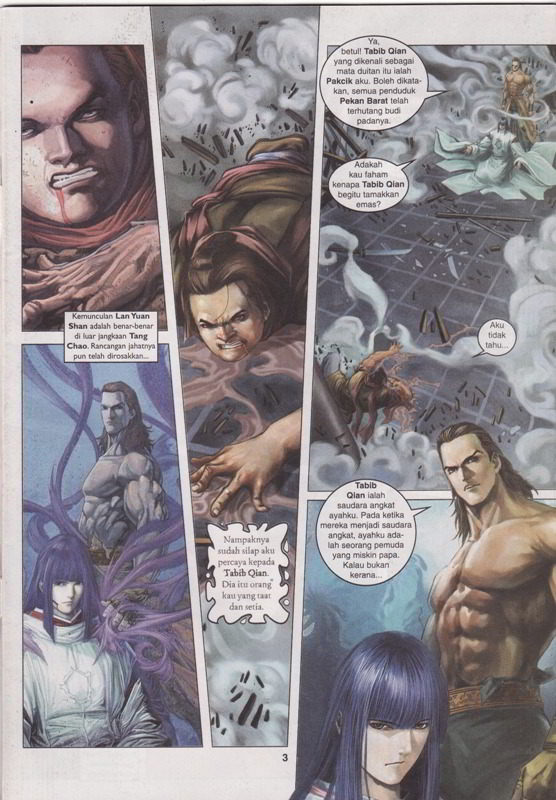 Kemunculan Lan Yuan
Shan adalah benar-benar
di luar jangkaan Tang
Chao. Rancangan jahatnya
pun telah dirosakkan...
Nampaknya
sudah silap aku
percaya kepada
Tabib Qian.
Dia itu orang
kau yang taat
dan setia.
Ya,
betul! Tabib Qian
yang dikenali sebagai
mata duitan itu ialah
Pakcik aku. Boleh dikata-
kan, semua penduduk
Pekan Barat telah
terhutang budi
padanya.
Adakah
kau faham
kenapa Tabib Qian
begitu tamakkan
emas?
Aku
tidak
tahu...
Tabib
Qian ialah
saudara angkat
ayahku. Pada ketika
mereka menjadi saudara
angkat, ayahku ada-
lah seorang pemuda
yang miskin papa.
Kalau bukan
kerana...
3